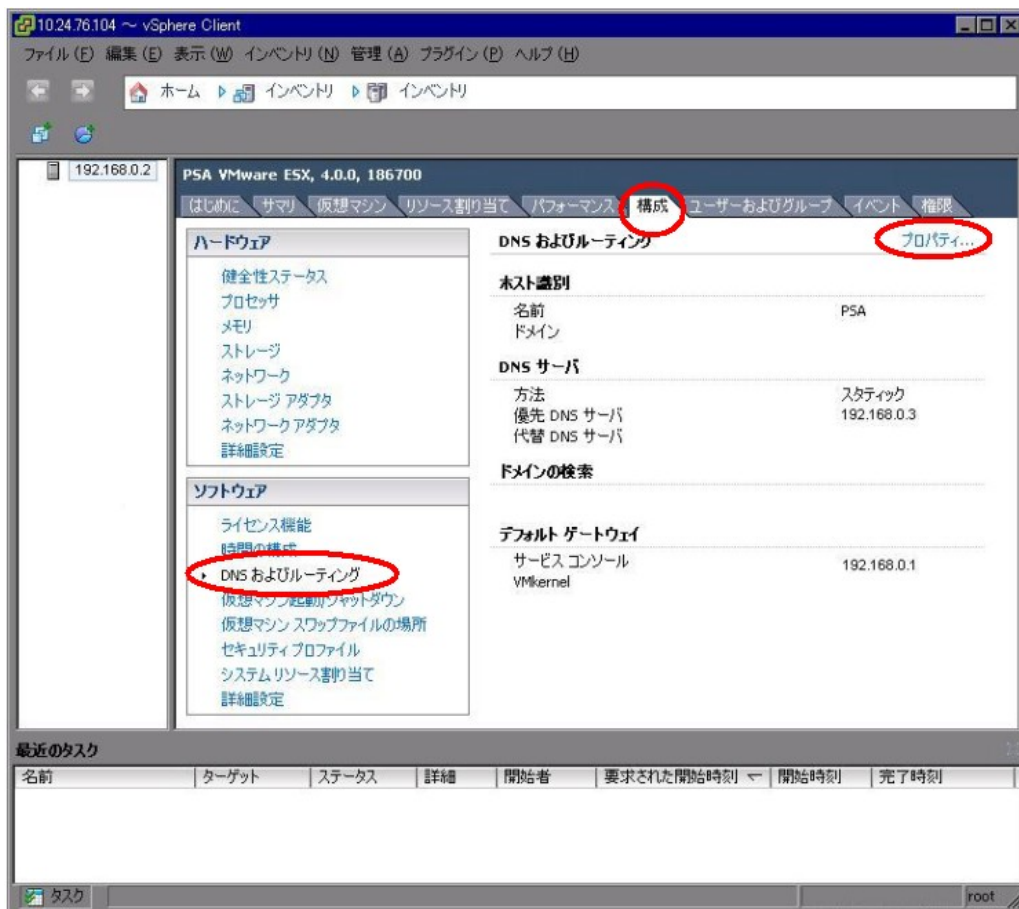 10.24.76.104 ～ vSphere Client
ファイル (F) 編集 (E) 表示 (W) インベントリ (N) 管理 (A) プラグイン (P) ヘルプ (H)
ホーム インベントリ インベントリ
192.168.0.2
PSA VMware ESX, 4.0.0, 186700
はじめに サマリ 仮想マシン リソース割り当て パフォーマンス 構成 ユーザーおよびグループ イベント 権限
ハードウェア
健全性ステータス
プロセッサ
メモリ
ストレージ
ネットワーク
ストレージ アダプタ
ネットワーク アダプタ
詳細設定
ソフトウェア
ライセンス機能
時間の構成
DNS およびルーティング
仮想マシン起動/シャットダウン
仮想マシン スワップファイルの場所
セキュリティ プロファイル
システム リソース割り当て
詳細設定
DNS およびルーティング プロパティ...
ホスト識別
名前 PSA
ドメイン
DNS サーバ
方法 スタティック
優先 DNS サーバ 192.168.0.3
代替 DNS サーバ
ドメインの検索
デフォルト ゲートウェイ
サービス コンソール 192.168.0.1
VMkernel
最近のタスク
名前 ターゲット ステータス 詳細 開始者 要求された開始時刻 開始時刻 完了時刻
タスク root